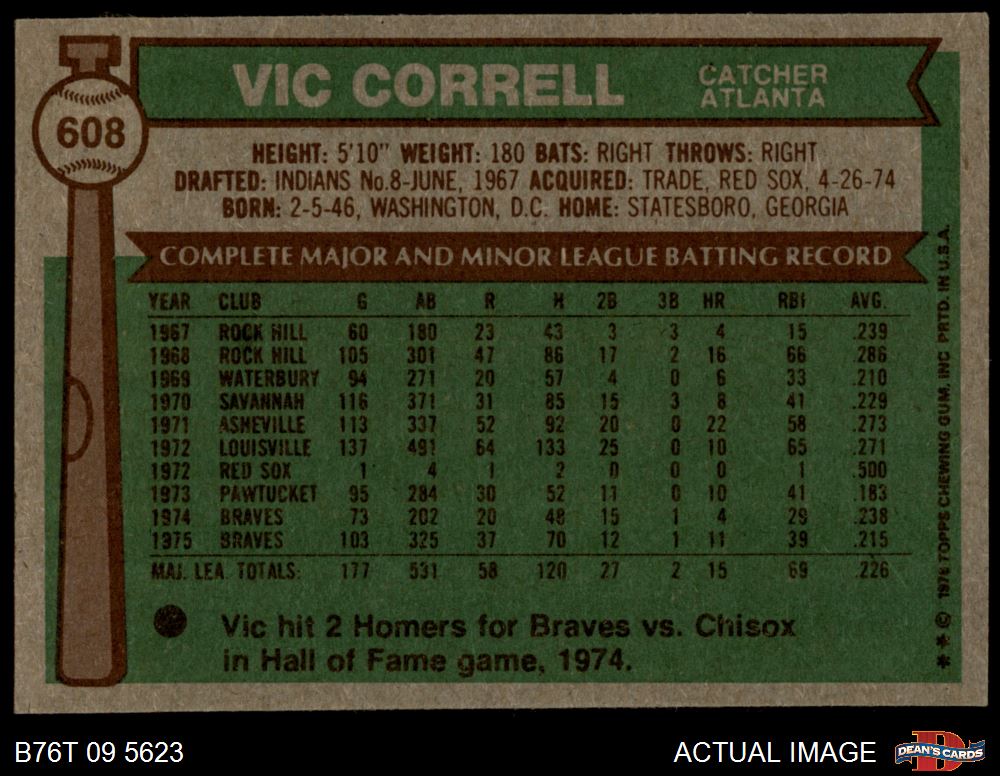 608
VIC CORRELL CATCHER
ATLANTA
HEIGHT: 5'10" WEIGHT: 180 BATS: RIGHT THROWS: RIGHT
DRAFTED: INDIANS No.8-JUNE, 1967 ACQUIRED: TRADE, RED SOX, 4-26-74
BORN: 2-5-46, WASHINGTON, D.C. HOME: STATESBORO, GEORGIA
COMPLETE MAJOR AND MINOR LEAGUE BATTING RECORD
YEAR CLUB G AB R H 2B 3B HR RBI AVG.
1967 ROCK HILL 60 180 23 43 3 3 4 15 .239
1968 ROCK HILL 105 301 47 86 17 2 16 66 .286
1969 WATERBURY 94 271 20 57 4 0 6 33 .210
1970 SAVANNAH 116 371 31 85 15 3 8 41 .229
1971 ASHEVILLE 113 337 52 92 20 0 22 58 .273
1972 LOUISVILLE 137 491 64 133 25 0 10 65 .271
1972 RED SOX 1 4 1 2 0 0 0 1 .500
1973 PAWTUCKET 95 284 30 52 11 0 10 41 .183
1974 BRAVES 73 202 20 48 15 1 4 29 .238
1975 BRAVES 103 325 37 70 12 1 11 39 .215
MAJ. LEA. TOTALS: 177 531 58 120 27 2 15 69 .226
Vic hit 2 Homers for Braves vs. Chisox
in Hall of Fame game, 1974.
* * © 1976 TOPPS CHEWING GUM, INC PRTD. IN U.S.A.
B76T 09 5623 ACTUAL IMAGE D DEAN'S CARDS